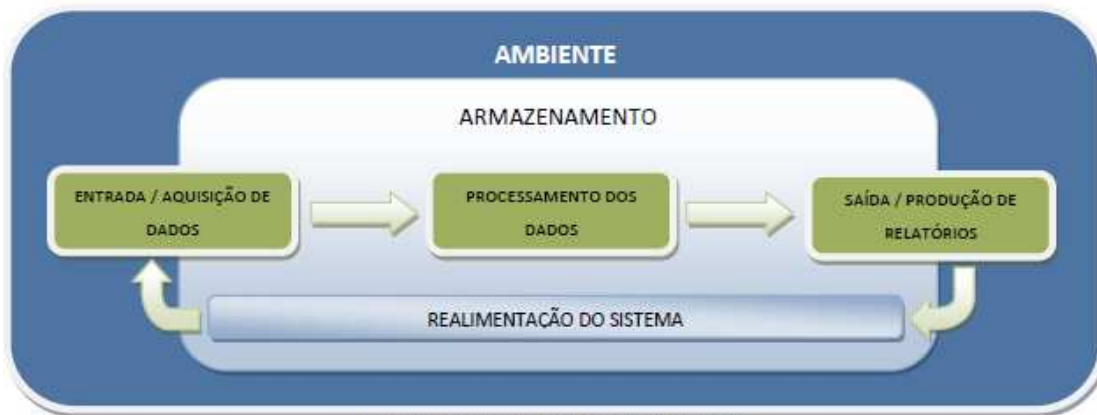 AMBIENTE
ARMAZENAMENTO
ENTRADA / AQUISIÇÃO DE
DADOS
PROCESSAMENTO DOS
DADOS
SAÍDA / PRODUÇÃO DE
RELATÓRIOS
REALIMENTAÇÃO DO SISTEMA